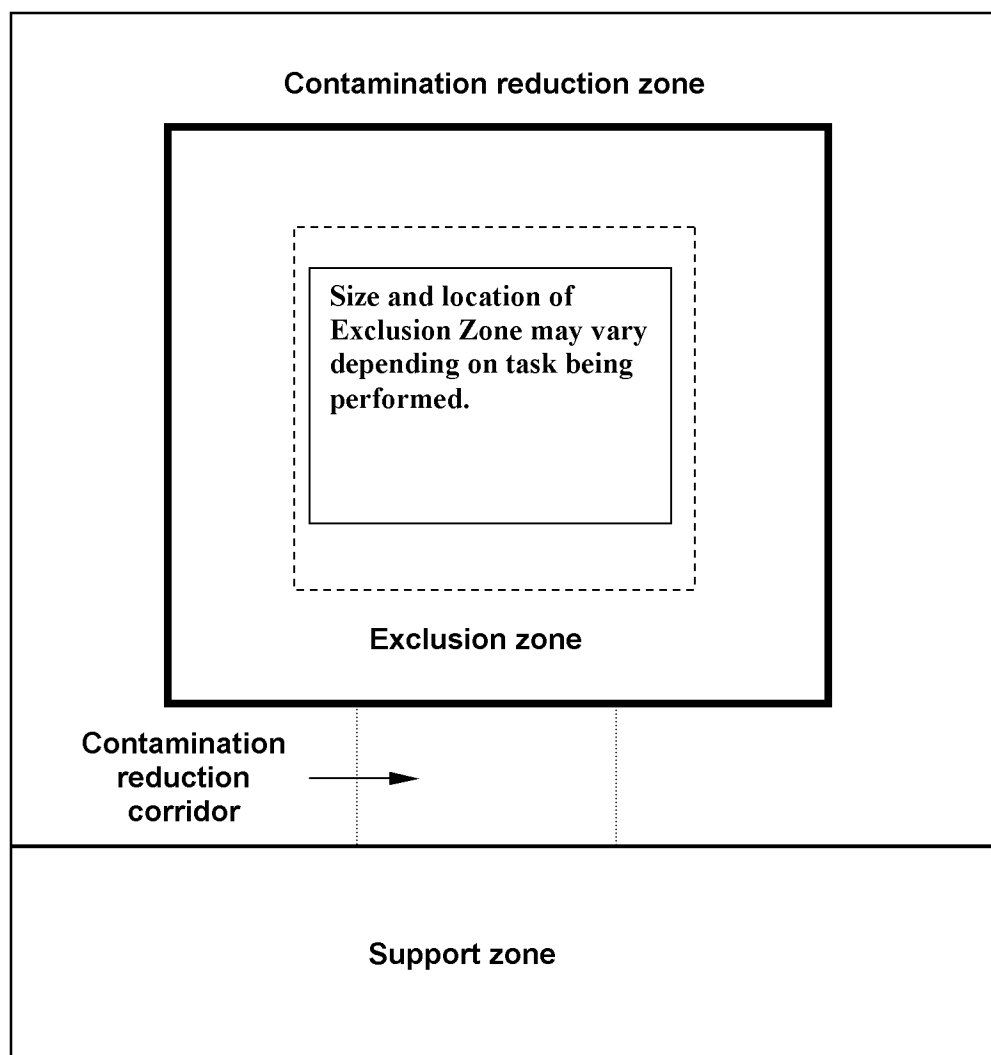 Contamination reduction zone
Size and location of
Exclusion Zone may vary
depending on task being
performed.
Exclusion zone
Contamination
reduction
corridor
Support zone